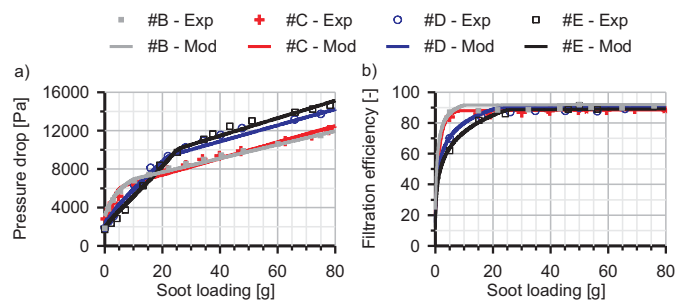 #B - Exp #C - Exp #D - Exp #E - Exp
#B - Mod #C - Mod #D - Mod #E - Mod
a)
16000
12000
8000
4000
0
Pressure drop [Pa]
0 20 40 60 80
Soot loading [g]
b)
100
80
60
40
20
0
Filtration efficiency [-]
0 20 40 60 80
Soot loading [g]